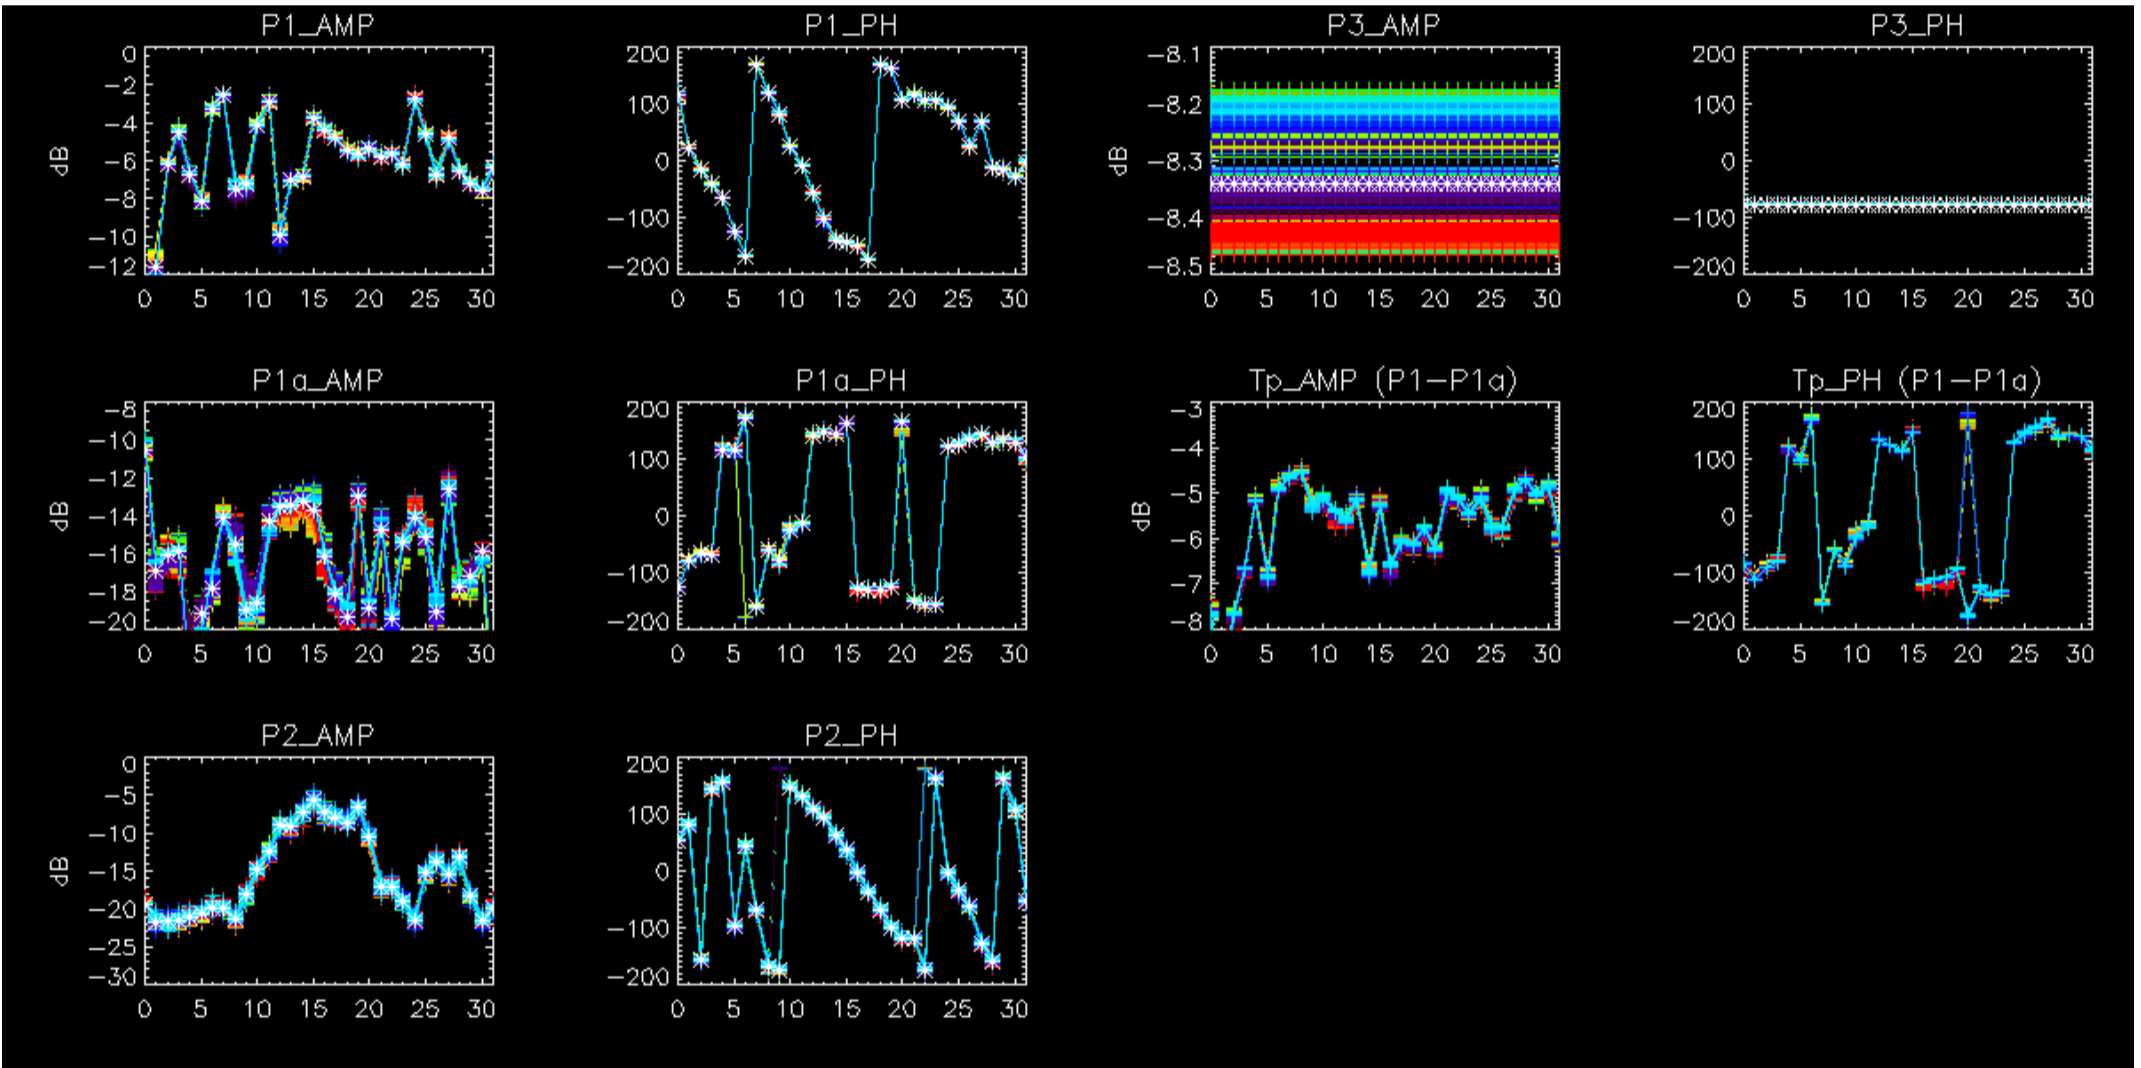 P1_AMP
P1_PH
P3_AMP
P3_PH
0
-2
-4
-6
-8
-10
-12
dB
0 5 10 15 20 25 30
200
100
0
-100
-200
0 5 10 15 20 25 30
-8.1
-8.2
-8.3
-8.4
-8.5
dB
0 5 10 15 20 25 30
200
100
0
-100
-200
0 5 10 15 20 25 30
P1a_AMP
P1a_PH
Tp_AMP (P1-P1a)
Tp_PH (P1-P1a)
-8
-10
-12
-14
-16
-18
-20
dB
0 5 10 15 20 25 30
200
100
0
-100
-200
0 5 10 15 20 25 30
-3
-4
-5
-6
-7
-8
dB
0 5 10 15 20 25 30
200
100
0
-100
-200
0 5 10 15 20 25 30
P2_AMP
P2_PH
0
-5
-10
-15
-20
-25
-30
dB
0 5 10 15 20 25 30
200
100
0
-100
-200
0 5 10 15 20 25 30